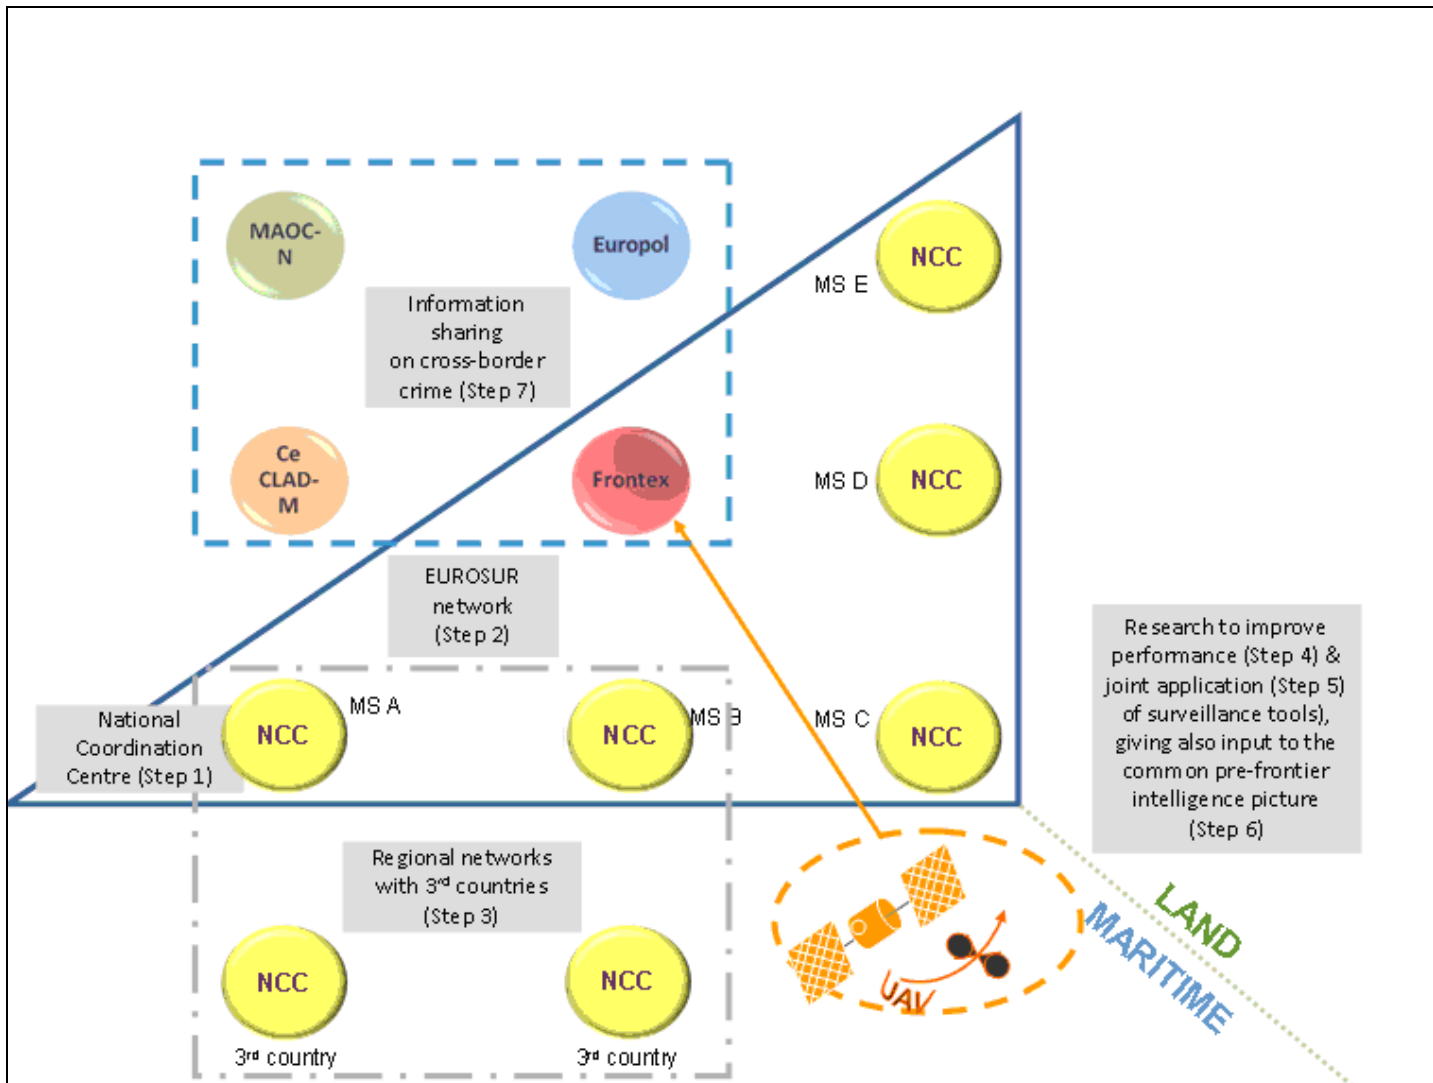 MAOC-
N
Europol
Information
sharing
on cross-border
crime (Step 7)
Ce
CLAD-
M
Frontex
NCC
MS E
NCC
MS D
EUROSUR
network
(Step 2)
National
Coordination
Centre (Step 1)
NCC
MS A
NCC
MS B
MS C
NCC
Research to improve
performance (Step 4) &
joint application (Step 5)
of surveillance tools),
giving also input to the
common pre-frontier
intelligence picture
(Step 6)
Regional networks
with 3rd countries
(Step 3)
NCC
3rd country
NCC
3rd country
UAV
LAND
MARITIME